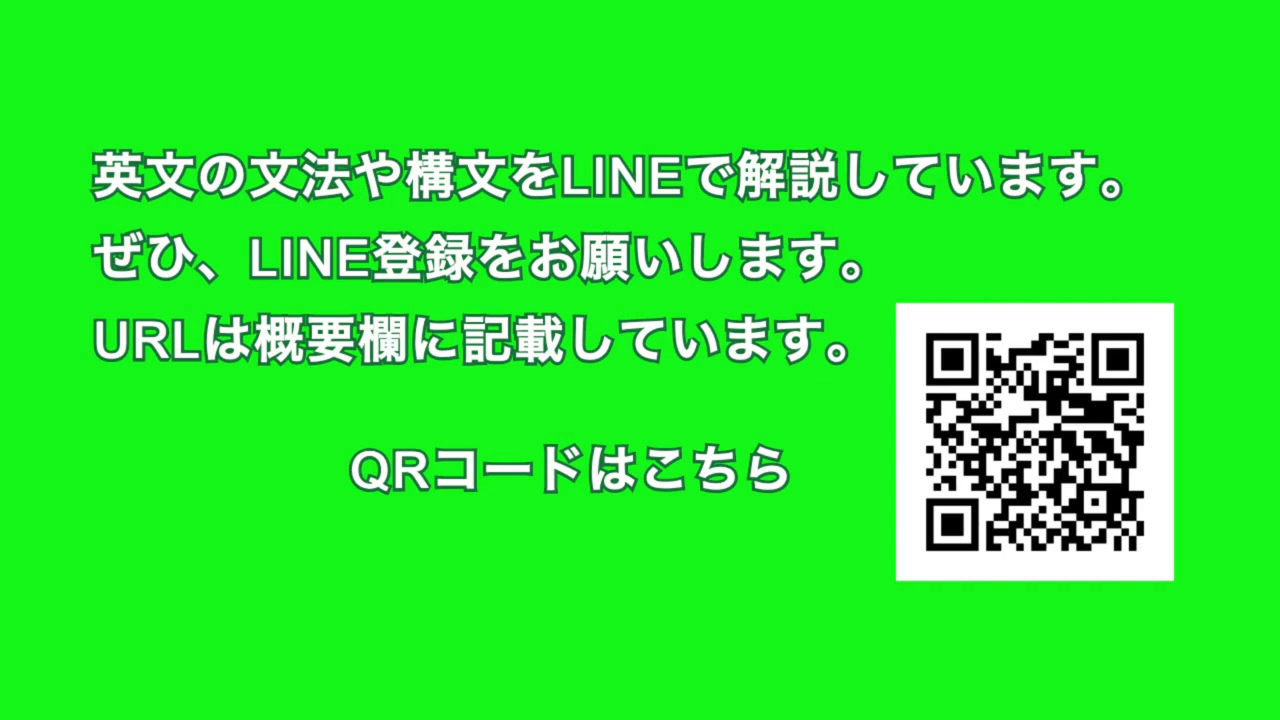 英文の文法や構文をLINEで解説しています。
ぜひ、LINE登録をお願いします。
URLは概要欄に記載しています。
QRコードはこちら